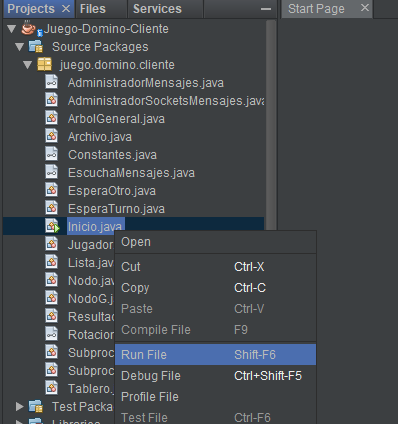 Projects × Files Services
Start Page ×
Juego-Domino-Cliente
Source Packages
juego.domino.cliente
AdministradorMensajes.java
AdministradorSocketsMensajes.java
ArbolGeneral.java
Archivo.java
Constantes.java
EscuchaMensajes.java
EsperaOtro.java
EsperaTurno.java
Inicio.java
Jugador
Lista.java
Nodo.java
NodoG.j
Resultad
Rotacion
Subproc
Subproc
Tablero.
Test Packa
Libraries
Open
Cut Ctrl-X
Copy Ctrl-C
Paste Ctrl-V
Compile File F9
Run File Shift-F6
Debug File Ctrl+Shift-F5
Profile File
Test File Ctrl-F6